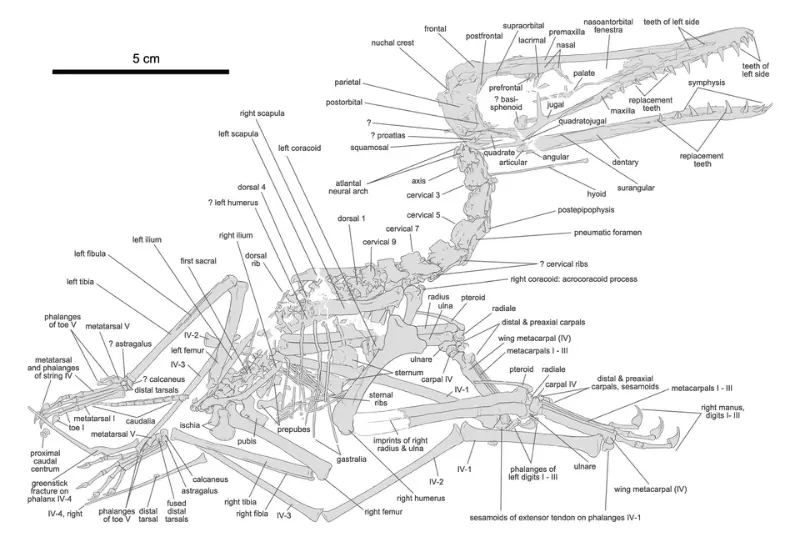 5 cm
frontal
nuchal crest
postfrontal
supraorbital
lacrimal
premaxilla
nasal
nasoantorbital
fenestra
teeth of left side
teeth of
left side
parietal
postorbital
?
? proatlas
squamosal
prefrontal
? basi-
sphenoid
jugal
palate
maxilla
replacement
teeth
symphysis
quadratojugal
quadrate
articular
angular
dentary
surangular
replacement
teeth
hyoid
atlantal
neural arch
axis
cervical 3
cervical 5
cervical 7
cervical 9
postepipophysis
pneumatic foramen
? cervical ribs
right coracoid: acrocoracoid process
right scapula
left scapula
left coracoid
dorsal 4
? left humerus
dorsal 1
right ilium
dorsal
rib
left ilium
first sacral
left fibula
left tibia
radius
ulna
pteroid
radiale
distal & preaxial carpals
wing metacarpal (IV)
metacarpals I - III
ulnare
carpal IV
phalanges
of toe V
metatarsal V
? astragalus
metatarsal
and phalanges
of string IV
? calcaneus
distal tarsals
IV-2
left femur
IV-3
sternum
sternal
ribs
IV-1
pteroid
radiale
carpal IV
distal & preaxial
carpals, sesamoids
metacarpals I - III
right manus,
digits I- III
metatarsal I
toe I
caudalia
metatarsal V
ischia
pubis
prepubes
gastralia
imprints of right
radius & ulna
proximal
caudal
centrum
greenstick
fracture on
phalanx IV-4
IV-4, right
phalanges
of toe V
distal
tarsal
fused
distal
tarsals
calcaneus
astragalus
right tibia
right fibia
IV-3
right femur
right humerus
IV-2
IV-1
phalanges of
left digits I - III
ulnare
wing metacarpal (IV)
sesamoids of extensor tendon on phalanges IV-1